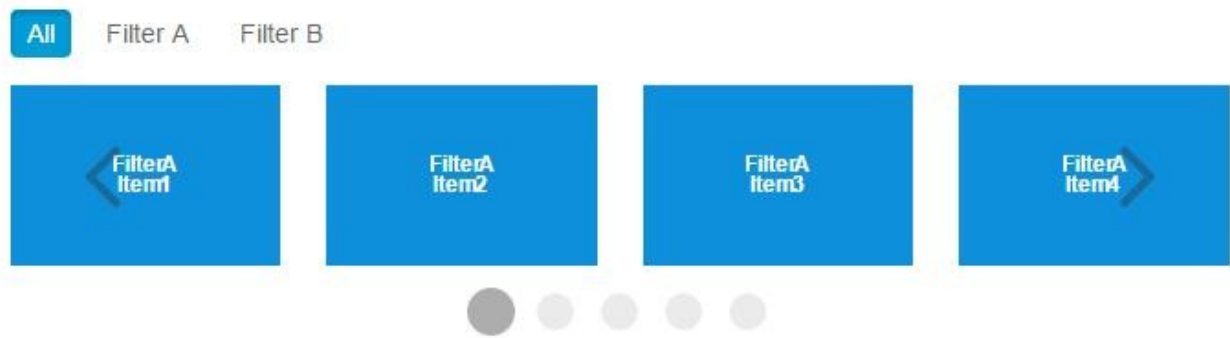 All Filter A Filter B
FilterA FilterA FilterA FilterA
Item1 Item2 Item3 Item4